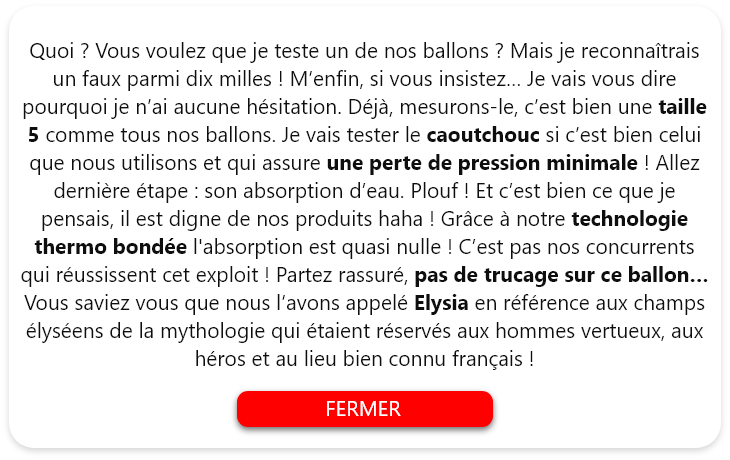 Quoi ? Vous voulez que je teste un de nos ballons ? Mais je reconnaîtrais
un faux parmi dix milles ! M’enfin, si vous insistez... Je vais vous dire
pourquoi je n’ai aucune hésitation. Déjà, mesurons-le, c’est bien une taille
5 comme tous nos ballons. Je vais tester le caoutchouc si c’est bien celui
que nous utilisons et qui assure une perte de pression minimale ! Allez
dernière étape : son absorption d’eau. Plouf ! Et c’est bien ce que je
pensais, il est digne de nos produits haha ! Grâce à notre technologie
thermo bondée l'absorption est quasi nulle ! C’est pas nos concurrents
qui réussissent cet exploit ! Partez rassuré, pas de trucage sur ce ballon...
Vous saviez vous que nous l’avons appelé Elysia en référence aux champs
élyséens de la mythologie qui étaient réservés aux hommes vertueux, aux
héros et au lieu bien connu français !
FERMER